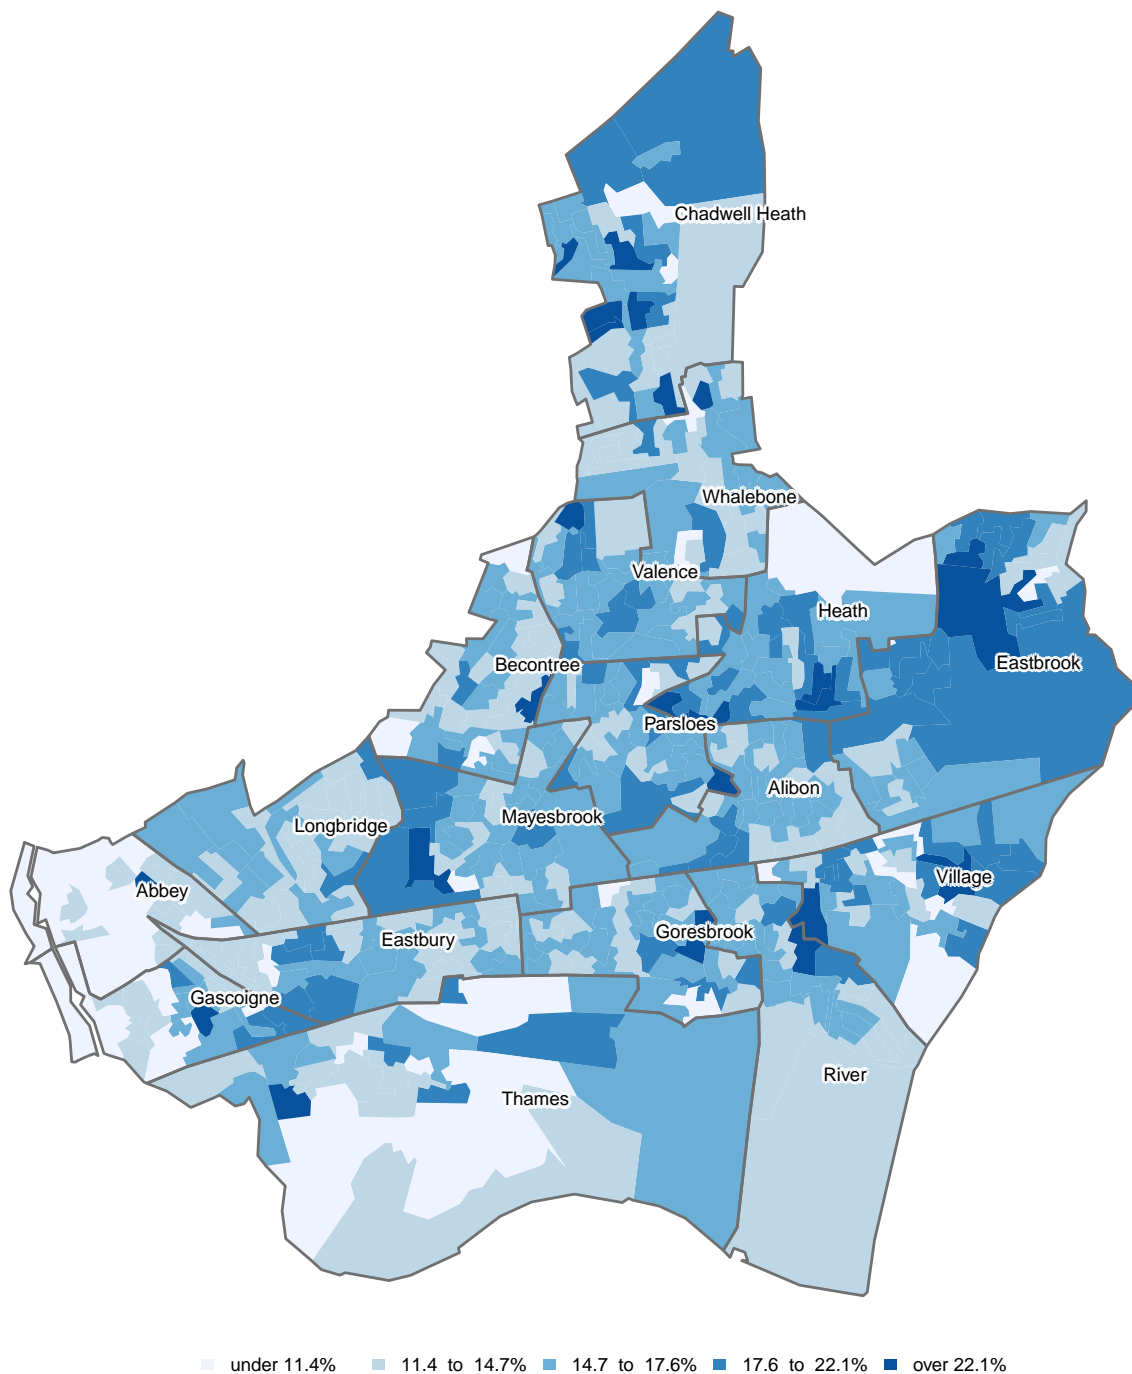 Chadwell Heath
Whalebone
Valence
Heath
Becontree
Eastbrook
Parsloes
Alibon
Mayesbrook
Longbridge
Village
Abbey
Goresbrook
Eastbury
Gascoigne
River
Thames
under 11.4% 11.4 to 14.7% 14.7 to 17.6% 17.6 to 22.1% over 22.1%